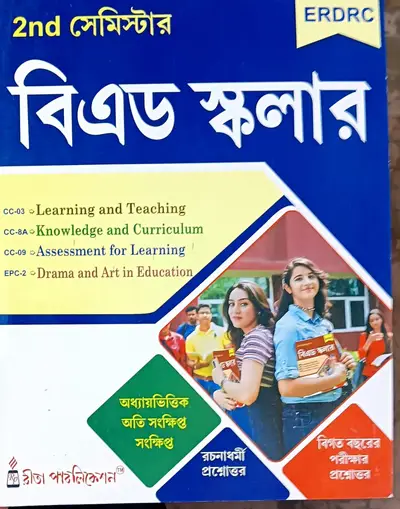 2nd সেমিস্টার
ERDRC
বিএড স্কলার
CC-03 ⇨ Learning and Teaching
CC-8A ⇨ Knowledge and Curriculum
CC-09 ⇨ Assessment for Learning
EPC-2 ⇨ Drama and Art in Education
বিএড স্কলার
অধ্যায়ভিত্তিক
অতি সংক্ষিপ্ত
সংক্ষিপ্ত
রচনাধর্মী
প্রশ্নোত্তর
বিগত বছরের
পরীক্ষার
প্রশ্নোত্তর
রীতা পাবলিকেশন™